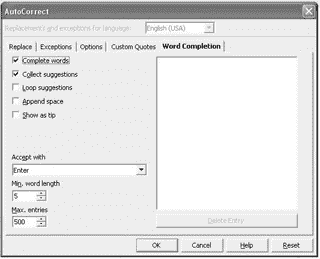 AutoCorrect
Replacements and exceptions for language: English (USA)
Replace Exceptions Options Custom Quotes Word Completion
Complete words
Collect suggestions
Loop suggestions
Append space
Show as tip
Accept with
Enter
Min. word length
5
Max. entries
500
Delete Entry
OK Cancel Help Reset